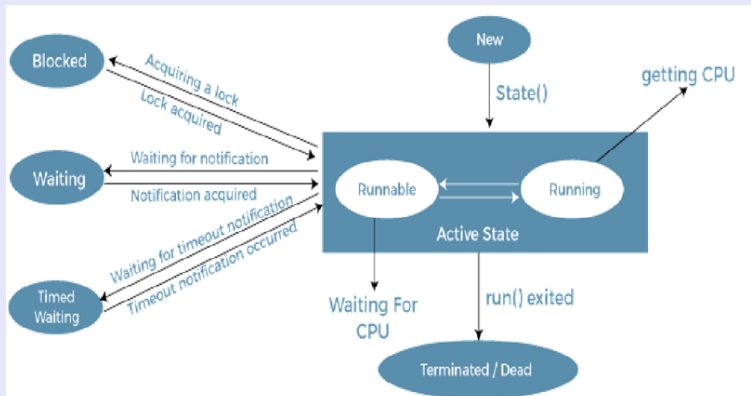 New
Blocked
Acquiring a lock
Lock acquired
getting CPU
State()
Waiting for notification
Waiting
Notification acquired
Runnable
Running
Active State
Waiting for timeout notification
Timeout notification occurred
Timed
Waiting
Waiting For
CPU
run() exited
Terminated / Dead